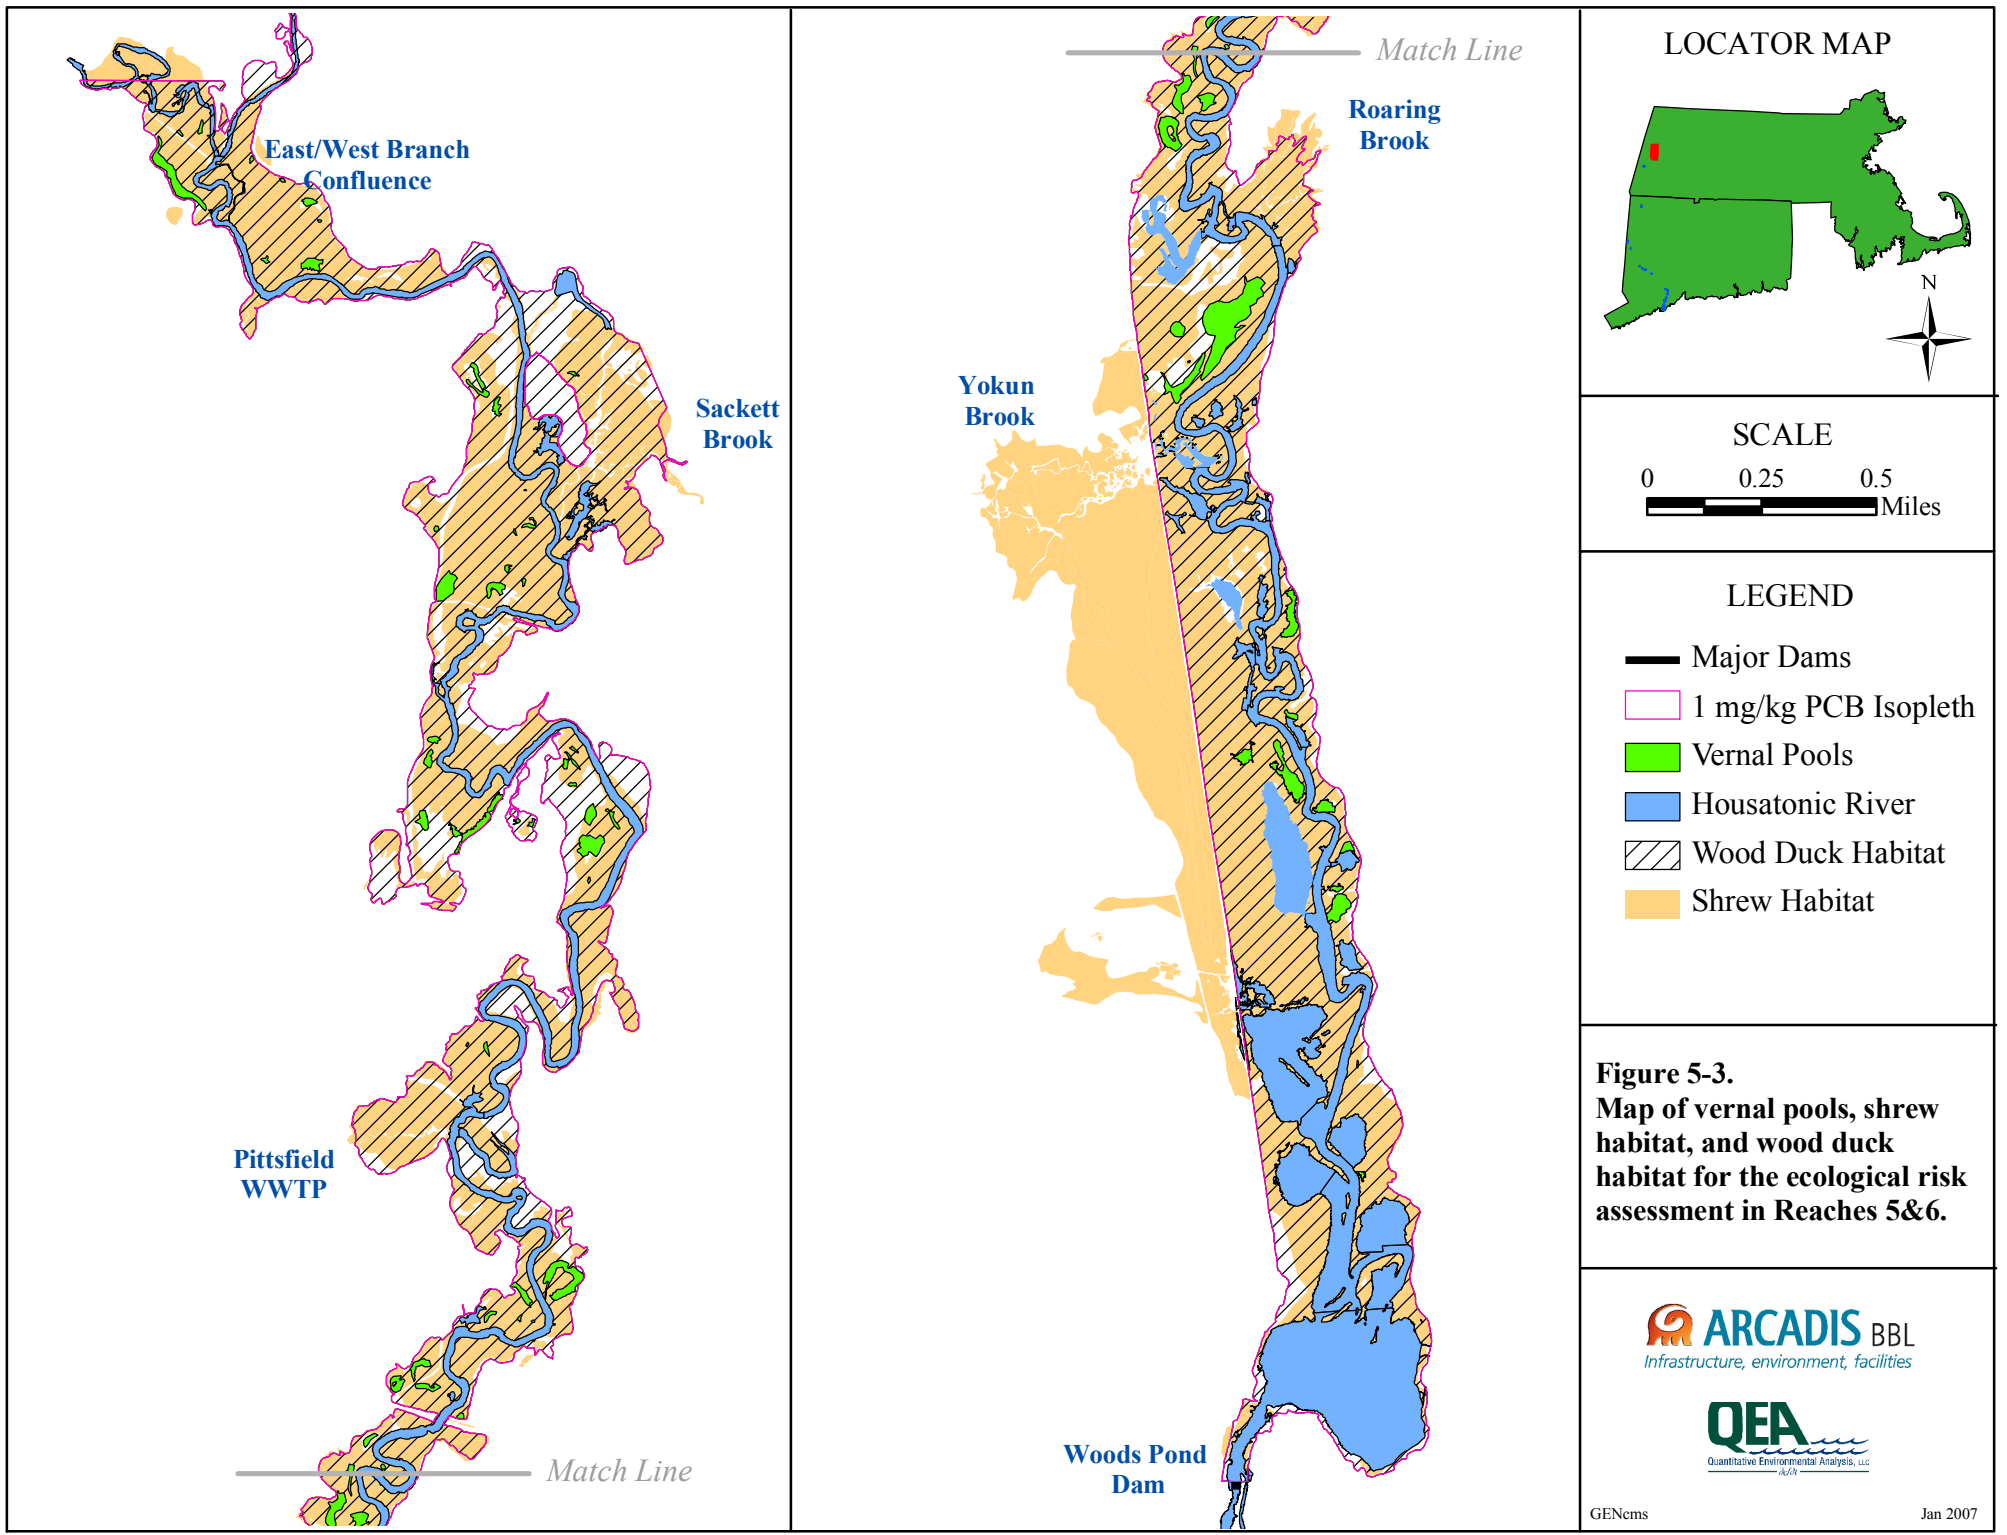 East/West Branch
Confluence
Sackett
Brook
Pittsfield
WWTP
Match Line
Match Line
Roaring
Brook
Yokun
Brook
Woods Pond
Dam
LOCATOR MAP
N
SCALE
0 0.25 0.5
Miles
LEGEND
Major Dams
1 mg/kg PCB Isopleth
Vernal Pools
Housatonic River
Wood Duck Habitat
Shrew Habitat
Figure 5-3.
Map of vernal pools, shrew
habitat, and wood duck
habitat for the ecological risk
assessment in Reaches 5&6.
ARCADIS BBL
Infrastructure, environment, facilities
QEA
Quantitative Environmental Analysis, LLC
GENcms Jan 2007